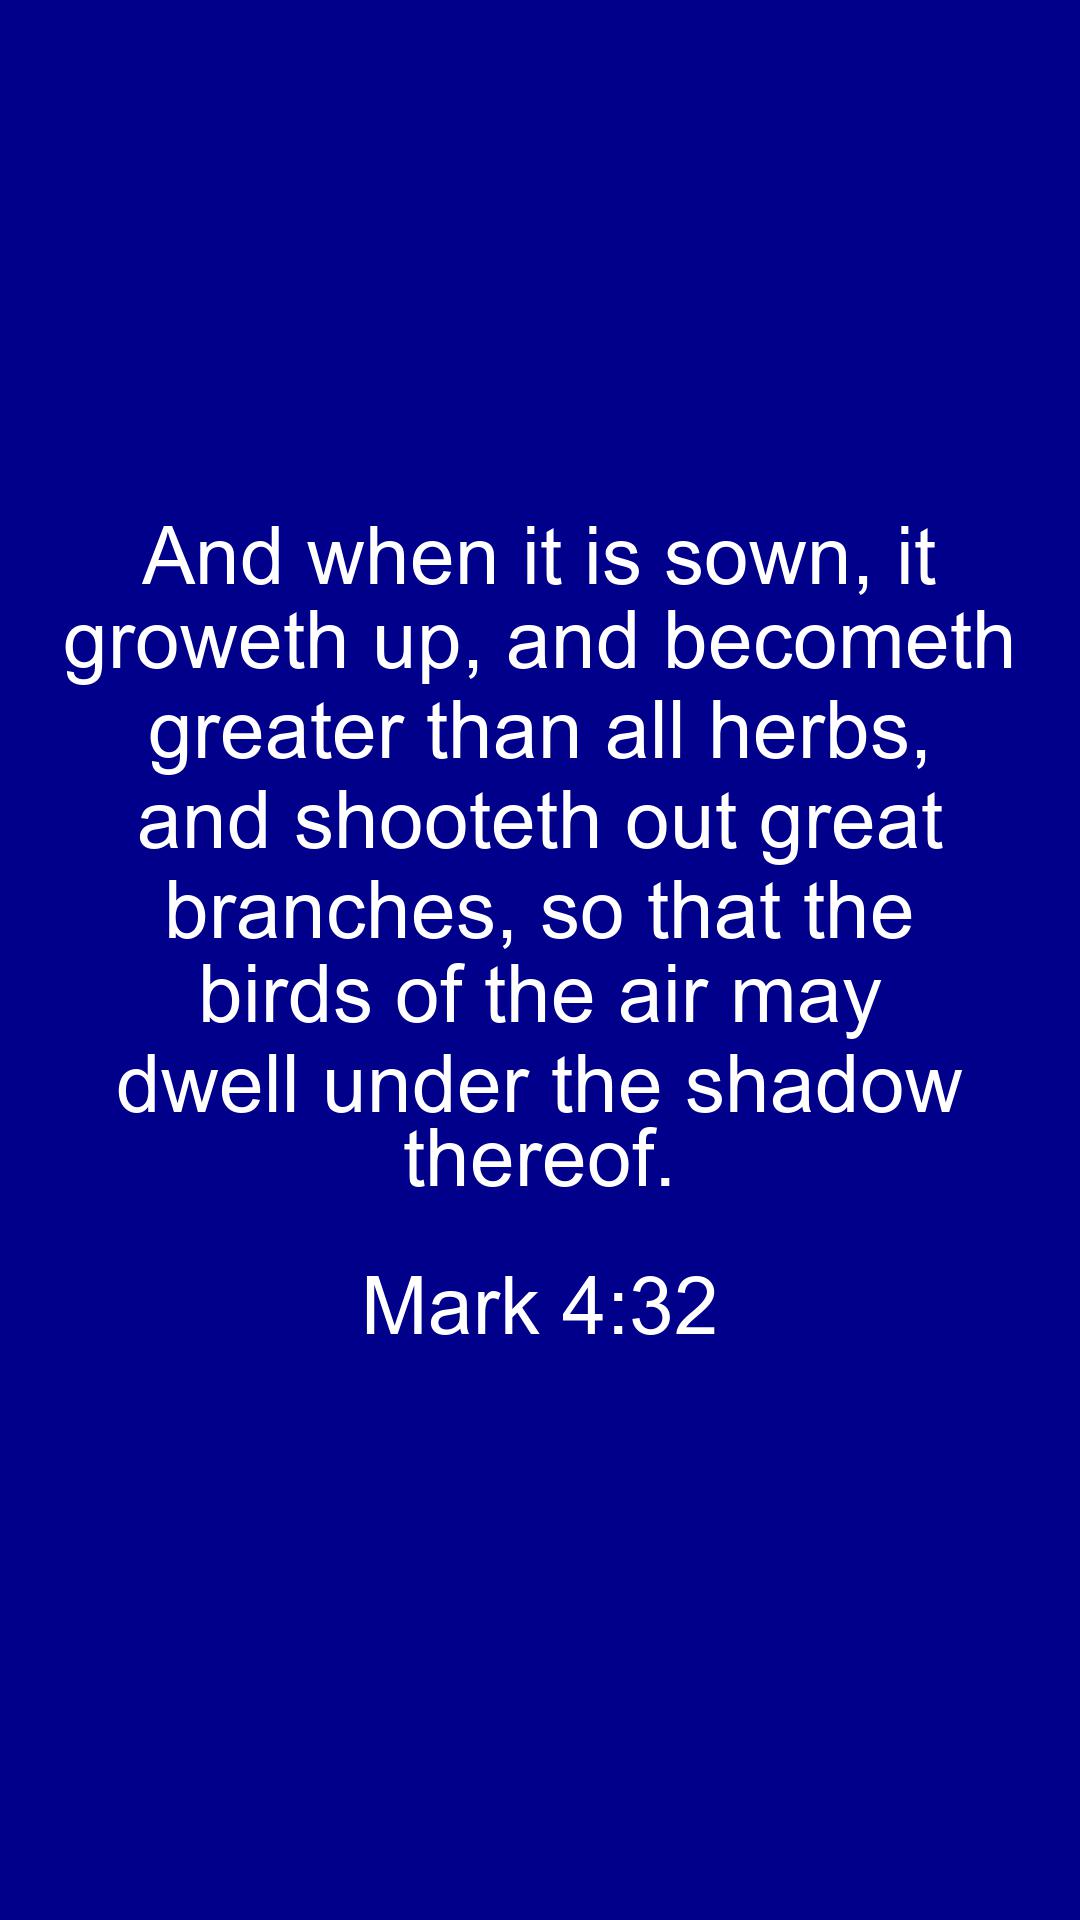 And when it is sown, it
groweth up, and becometh
greater than all herbs,
and shooteth out great
branches, so that the
birds of the air may
dwell under the shadow
thereof.
Mark 4:32